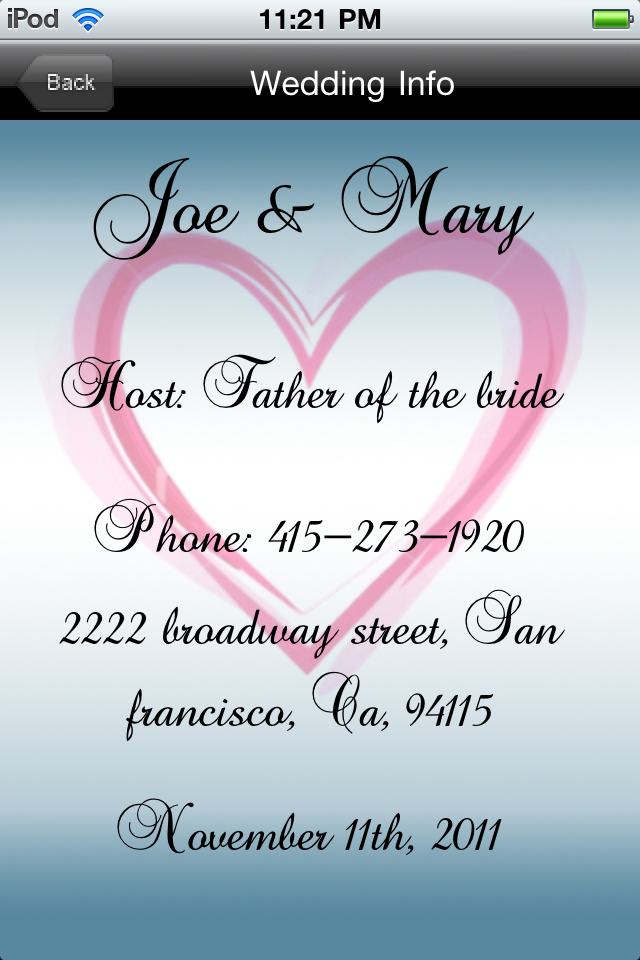 iPod 11:21 PM
Back Wedding Info
Joe & Mary
Host: Father of the bride
Phone: 415-273-1920
2222 broadway street, San
francisco, Ca, 94115
November 11th, 2011